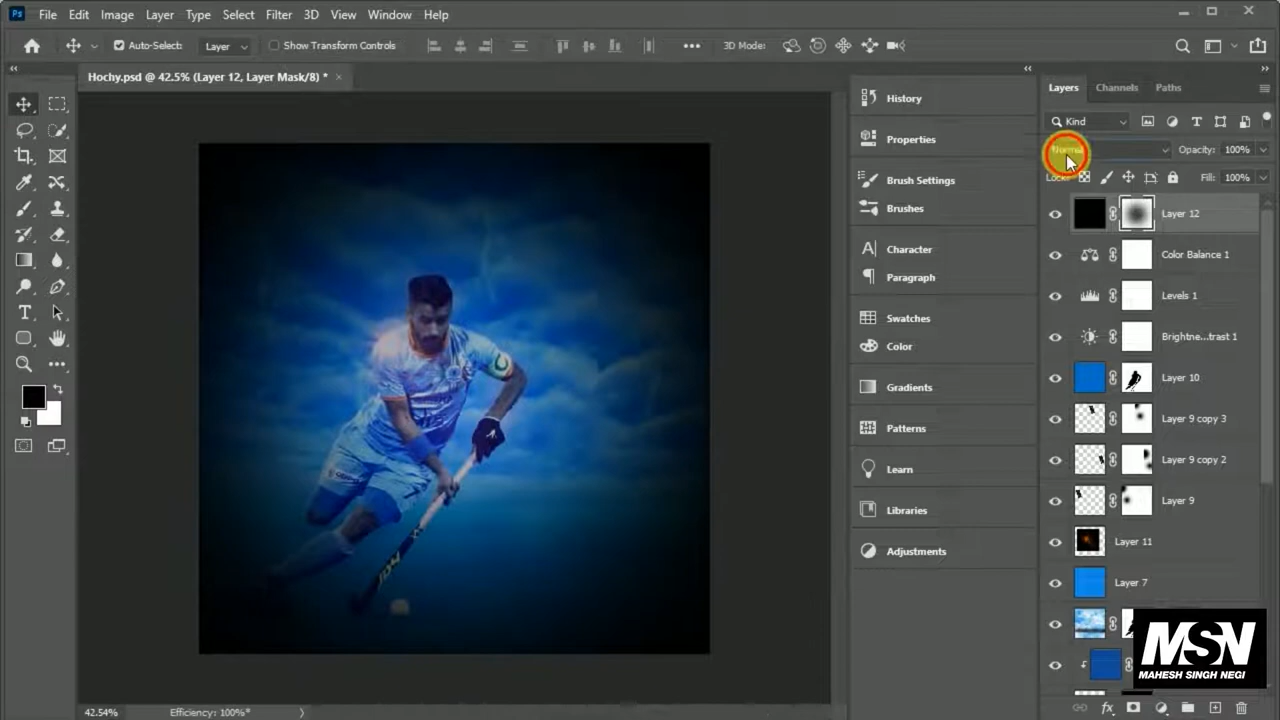 Ps File Edit Image Layer Type Select Filter 3D View Window Help
Auto-Select: Layer Show Transform Controls ••• 3D Mode:
Hochy.psd @ 42.5% (Layer 12, Layer Mask/8) * ×
History
Properties
Brush Settings
Brushes
Character
Paragraph
Swatches
Color
Gradients
Patterns
Learn
Libraries
Adjustments
Layers Channels Paths
Kind
Normal Opacity: 100%
Lock: Fill: 100%
Layer 12
Color Balance 1
Levels 1
Brightne...trast 1
Layer 10
Layer 9 copy 3
Layer 9 copy 2
Layer 9
Layer 11
Layer 7
MSN
MAHESH SINGH NEGI
fx
42.54% Efficiency: 100%*